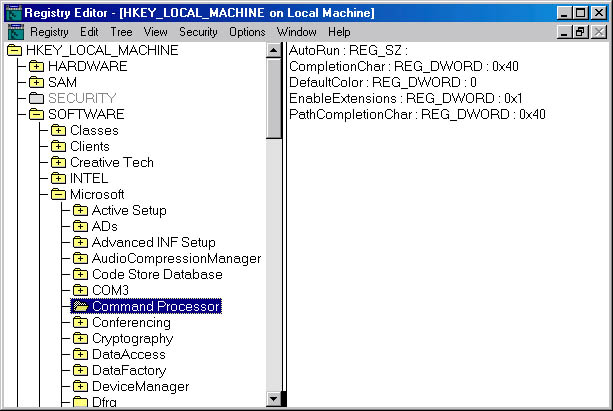 Registry Editor - [HKEY_LOCAL_MACHINE on Local Machine]
Registry Edit Tree View Security Options Window Help
HKEY_LOCAL_MACHINE
HARDWARE
SAM
SECURITY
SOFTWARE
Classes
Clients
Creative Tech
INTEL
Microsoft
Active Setup
ADs
Advanced INF Setup
AudioCompressionManager
Code Store Database
COM3
Command Processor
Conferencing
Cryptography
DataAccess
DataFactory
DeviceManager
Dfrg
AutoRun : REG_SZ :
CompletionChar : REG_DWORD : 0x40
DefaultColor : REG_DWORD : 0
EnableExtensions : REG_DWORD : 0x1
PathCompletionChar : REG_DWORD : 0x40